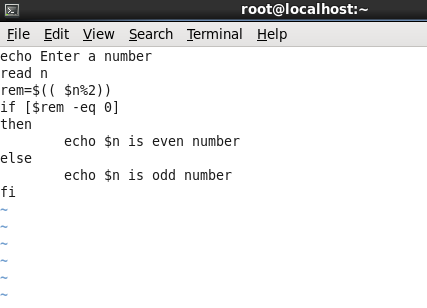 root@localhost:~
File Edit View Search Terminal Help
echo Enter a number
read n
rem=$(( $n%2))
if [$rem -eq 0]
then
        echo $n is even number
else
        echo $n is odd number
fi
~
~
~
~
~
~